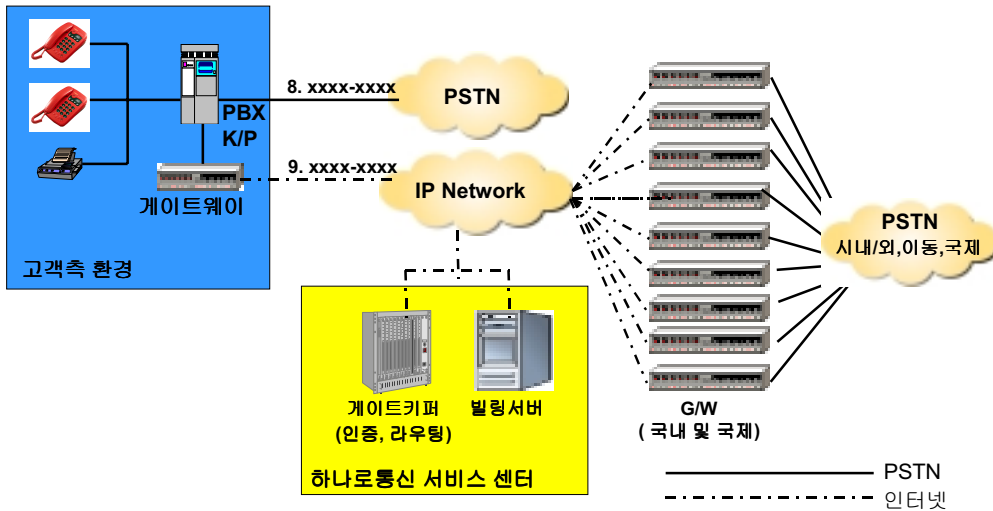 8. xxxx-xxxx
PSTN
PBX
K/P
9. xxxx-xxxx
IP Network
게이트웨이
고객측 환경
PSTN
시내/외,이동,국제
게이트키퍼
(인증, 라우팅)
빌링서버
하나로통신 서비스 센터
G/W
( 국내 및 국제)
PSTN
인터넷